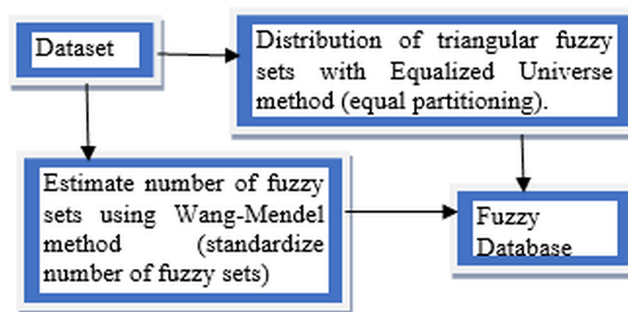 Dataset
Distribution of triangular fuzzy
sets with Equalized Universe
method (equal partitioning).
Estimate number of fuzzy
sets using Wang-Mendel
method (standardize
number of fuzzy sets)
Fuzzy
Database